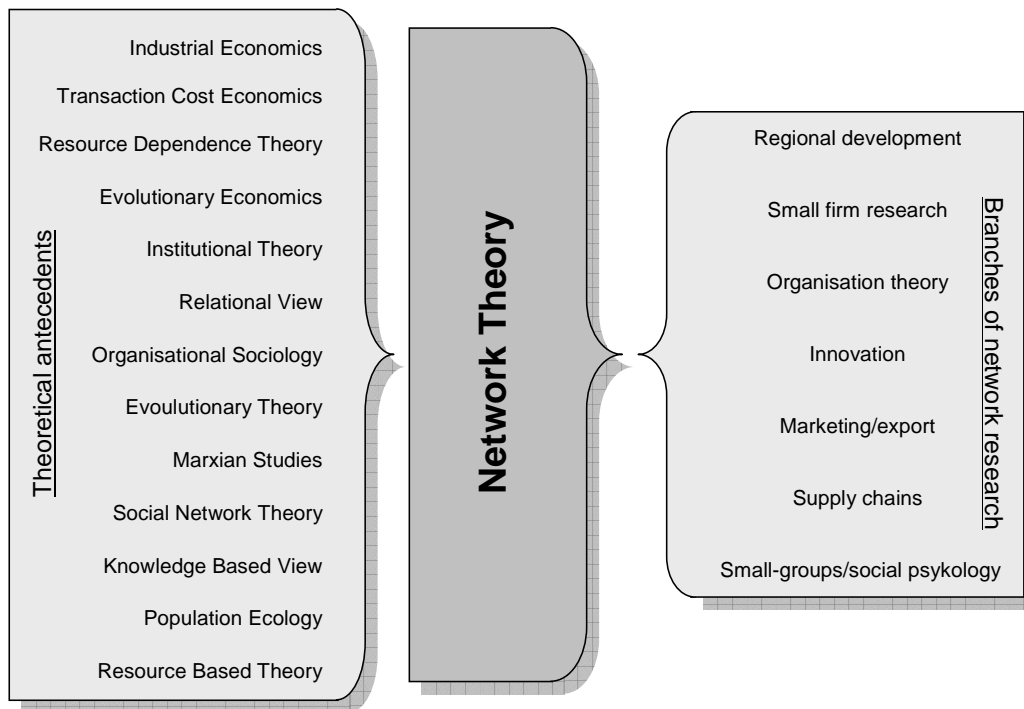 Theoretical antecedents
Industrial Economics
Transaction Cost Economics
Resource Dependence Theory
Evolutionary Economics
Institutional Theory
Relational View
Organisational Sociology
Evoulutionary Theory
Marxian Studies
Social Network Theory
Knowledge Based View
Population Ecology
Resource Based Theory
Network Theory
Regional development
Small firm research
Organisation theory
Innovation
Marketing/export
Supply chains
Small-groups/social psykology
Branches of network research